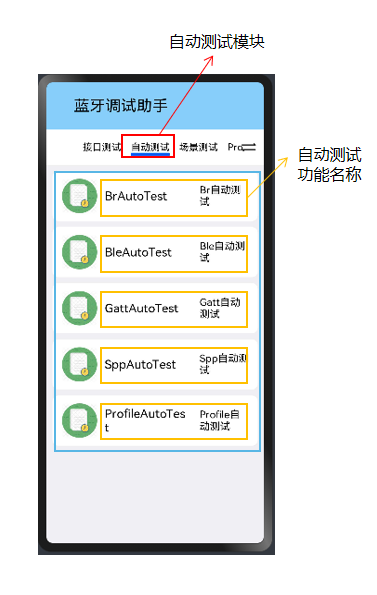 自动测试模块
蓝牙调试助手
接口测试 自动测试 场景测试 Pro
自动测试
功能名称
BrAutoTest
Br自动测
试
BleAutoTest
Ble自动测
试
GattAutoTest
Gatt自动
测试
SppAutoTest
Spp自动测
试
ProfileAutoTes
t
Profile自
动测试